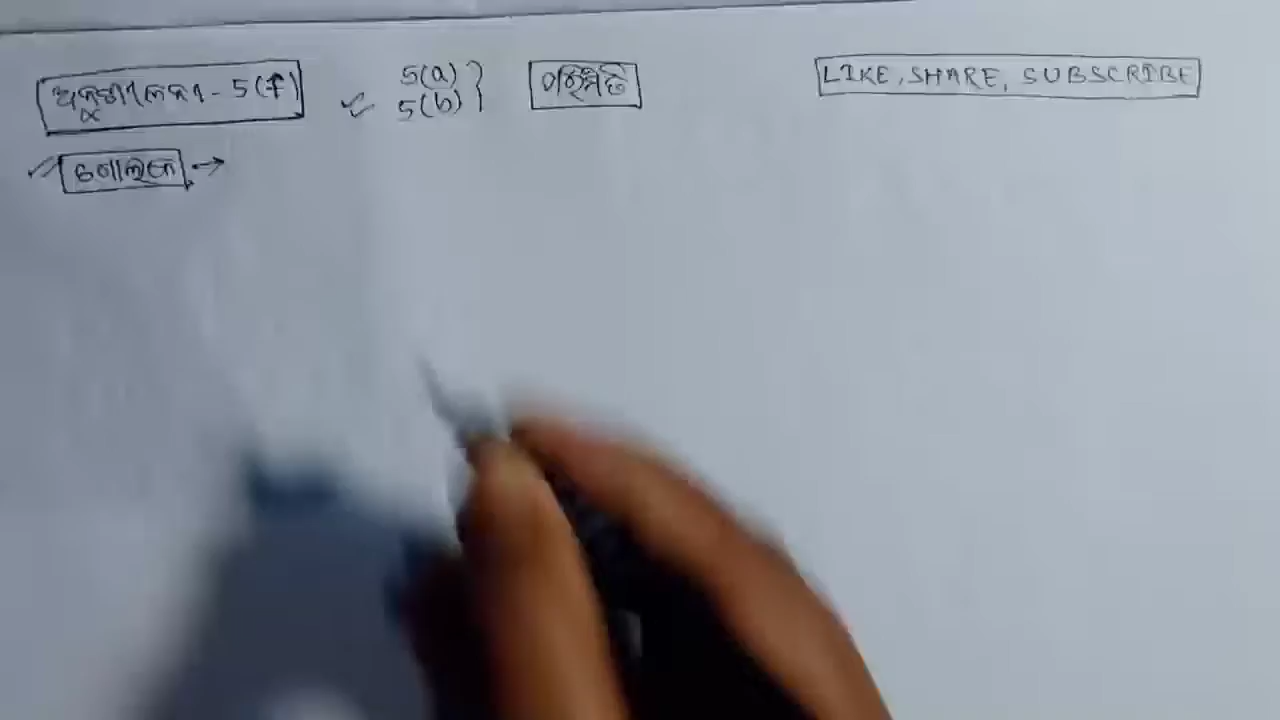 ଅନୁଶୀଳନୀ - 5(f)
5(a)
5(b)
ପରିମିତି
LIKE, SHARE, SUBSCRIBE
ଗୋଲକ →